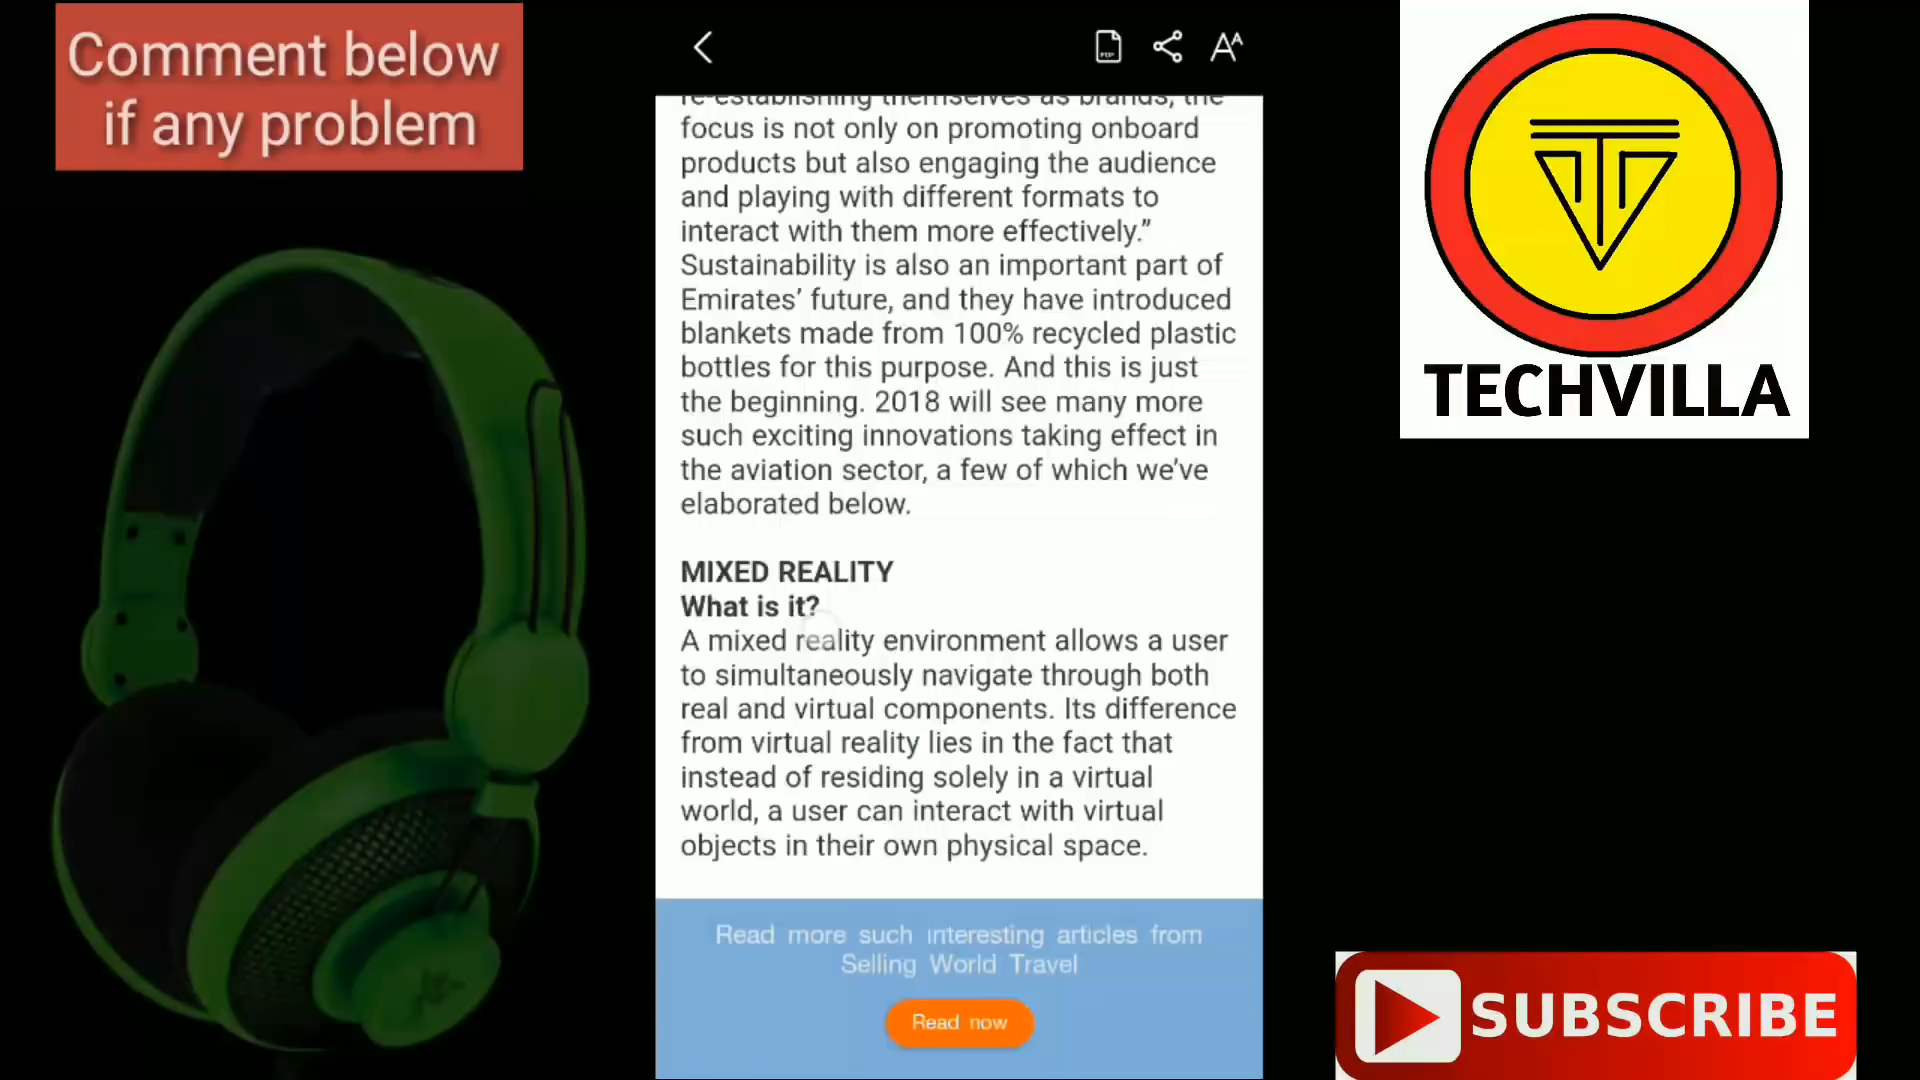 Comment below
if any problem
PDF
re-establishing themselves as brands, the
focus is not only on promoting onboard
products but also engaging the audience
and playing with different formats to
interact with them more effectively.”
Sustainability is also an important part of
Emirates’ future, and they have introduced
blankets made from 100% recycled plastic
bottles for this purpose. And this is just
the beginning. 2018 will see many more
such exciting innovations taking effect in
the aviation sector, a few of which we’ve
elaborated below.
MIXED REALITY
What is it?
A mixed reality environment allows a user
to simultaneously navigate through both
real and virtual components. Its difference
from virtual reality lies in the fact that
instead of residing solely in a virtual
world, a user can interact with virtual
objects in their own physical space.
Read more such interesting articles from
Selling World Travel
Read now
TECHVILLA
SUBSCRIBE